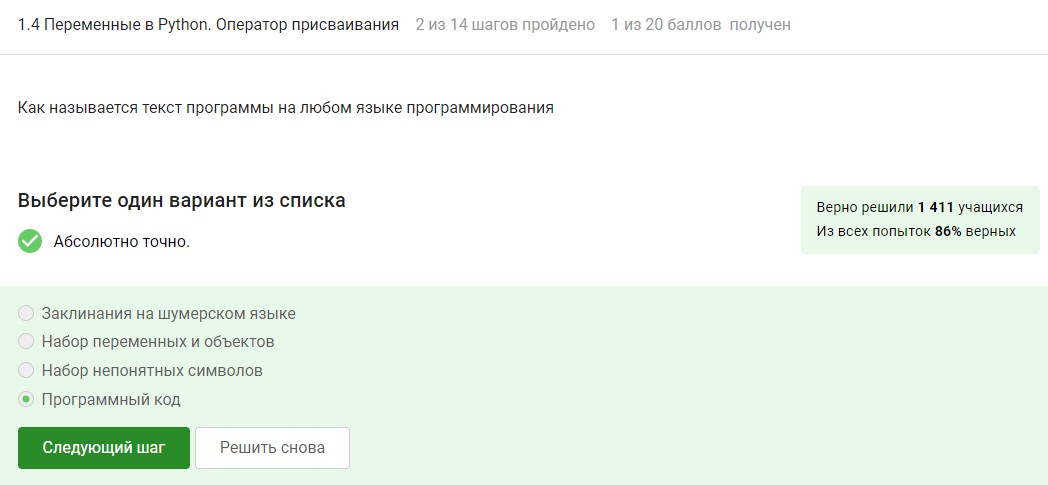 1.4 Переменные в Python. Оператор присваивания 2 из 14 шагов пройдено 1 из 20 баллов получен
Как называется текст программы на любом языке программирования
Выберите один вариант из списка
Абсолютно точно.
Верно решили 1 411 учащихся
Из всех попыток 86% верных
Заклинания на шумерском языке
Набор переменных и объектов
Набор непонятных символов
Программный код
Следующий шаг Решить снова